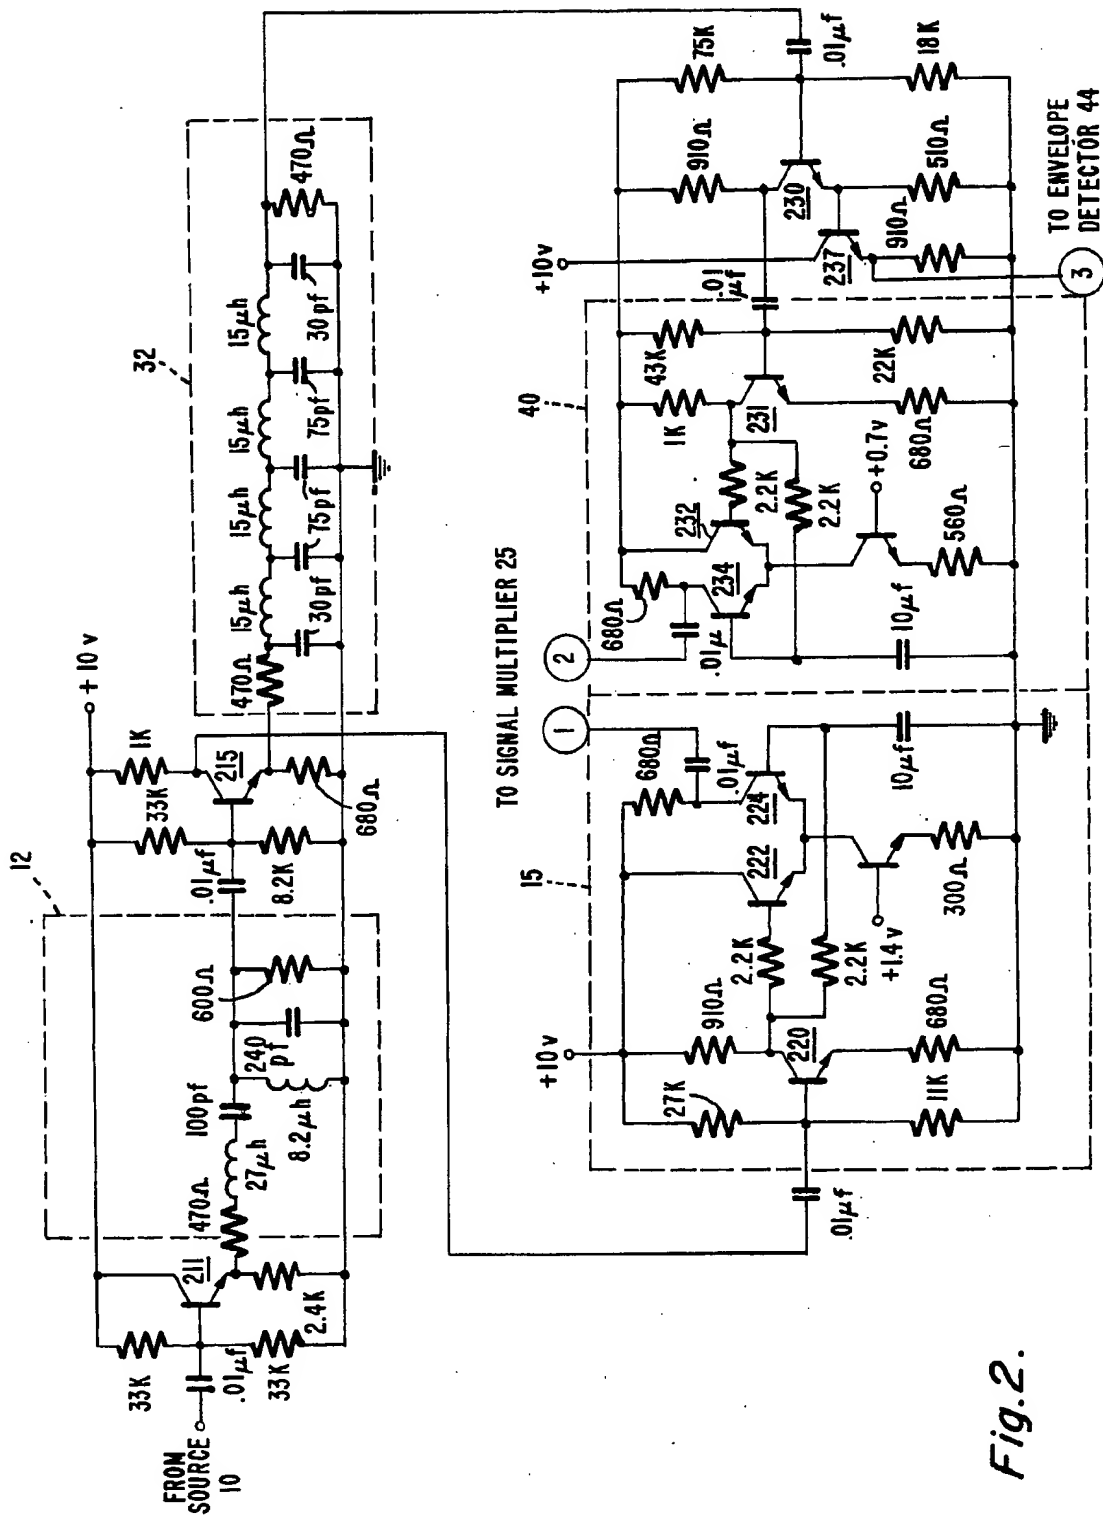 FROM
SOURCE
10
33K
.01µf
33K
211
2.4K
470Ω
27µh
100pf
8.2µh
240
pf
600Ω
12
.01µf
33K
8.2K
1K
+10v
215
680Ω
470Ω
15µh
15µh
15µh
15µh
30pf
75pf
75pf
30pf
470Ω
32
.01µf
27K
11K
+10v
910Ω
220
680Ω
2.2K
2.2K
+1.4v
222
224
300Ω
680Ω
.01µf
10µf
15
1
TO SIGNAL MULTIPLIER 25
2
680Ω
.01µ
234
232
10µf
2.2K
2.2K
560Ω
+0.7v
40
1K
43K
231
680Ω
22K
.01
µf
+10v
237
230
910Ω
910Ω
510Ω
75K
18K
.01µf
3
TO ENVELOPE
DETECTOR 44
Fig.2.